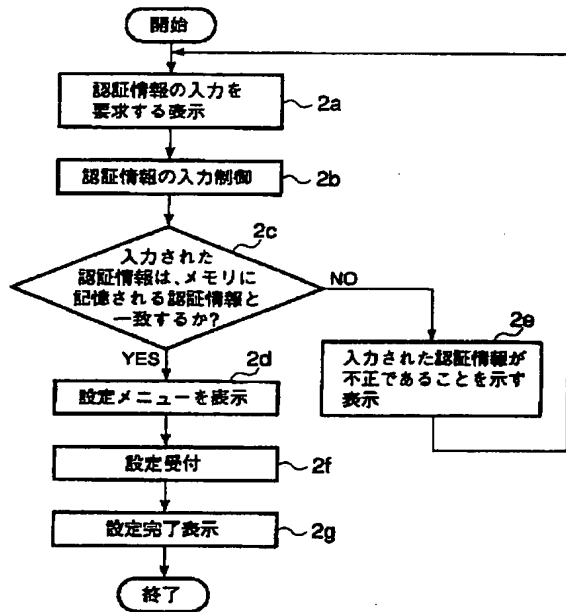 開始
認証情報の入力を
要求する表示
2a
認証情報の入力制御
2b
2c
入力された
認証情報は、メモリに
記憶される認証情報と
一致するか?
NO
YES
2e
入力された認証情報が
不正であることを示す
表示
2d
設定メニューを表示
設定受付
2f
設定完了表示
2g
終了